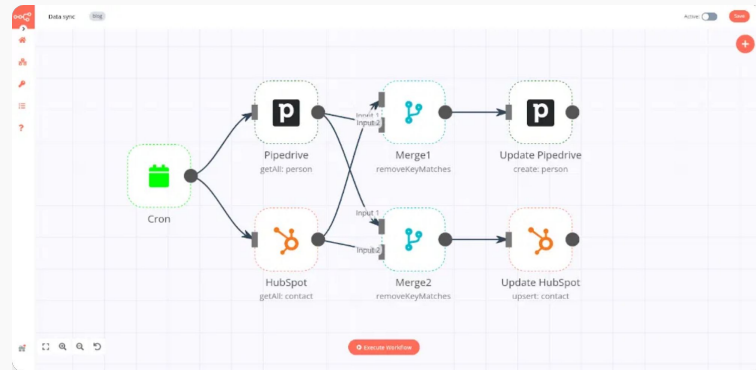 Data sync
blog
Active:
Save
Pipedrive
getAll: person
Input 1
Input 2
Merge1
removeKeyMatches
Update Pipedrive
create: person
Cron
HubSpot
getAll: contact
Input 1
Input 2
Merge2
removeKeyMatches
Update HubSpot
upsert: contact
Execute Workflow